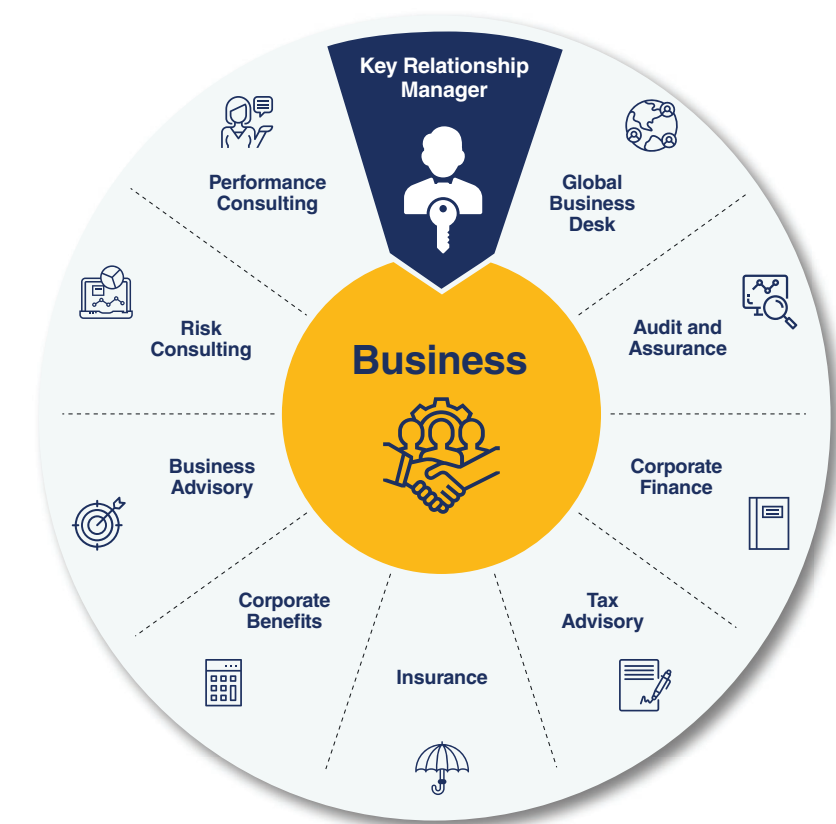 Key Relationship
Manager
Global
Business
Desk
Audit and
Assurance
Corporate
Finance
Tax
Advisory
Insurance
Corporate
Benefits
Business
Advisory
Risk
Consulting
Performance
Consulting
Business